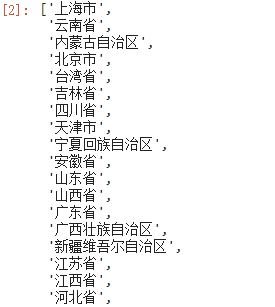 [2]: ['上海市',
'云南省',
'内蒙古自治区',
'北京市',
'台湾省',
'吉林省',
'四川省',
'天津市',
'宁夏回族自治区',
'安徽省',
'山东省',
'山西省',
'广东省',
'广西壮族自治区',
'新疆维吾尔自治区',
'江苏省',
'江西省',
'河北省',